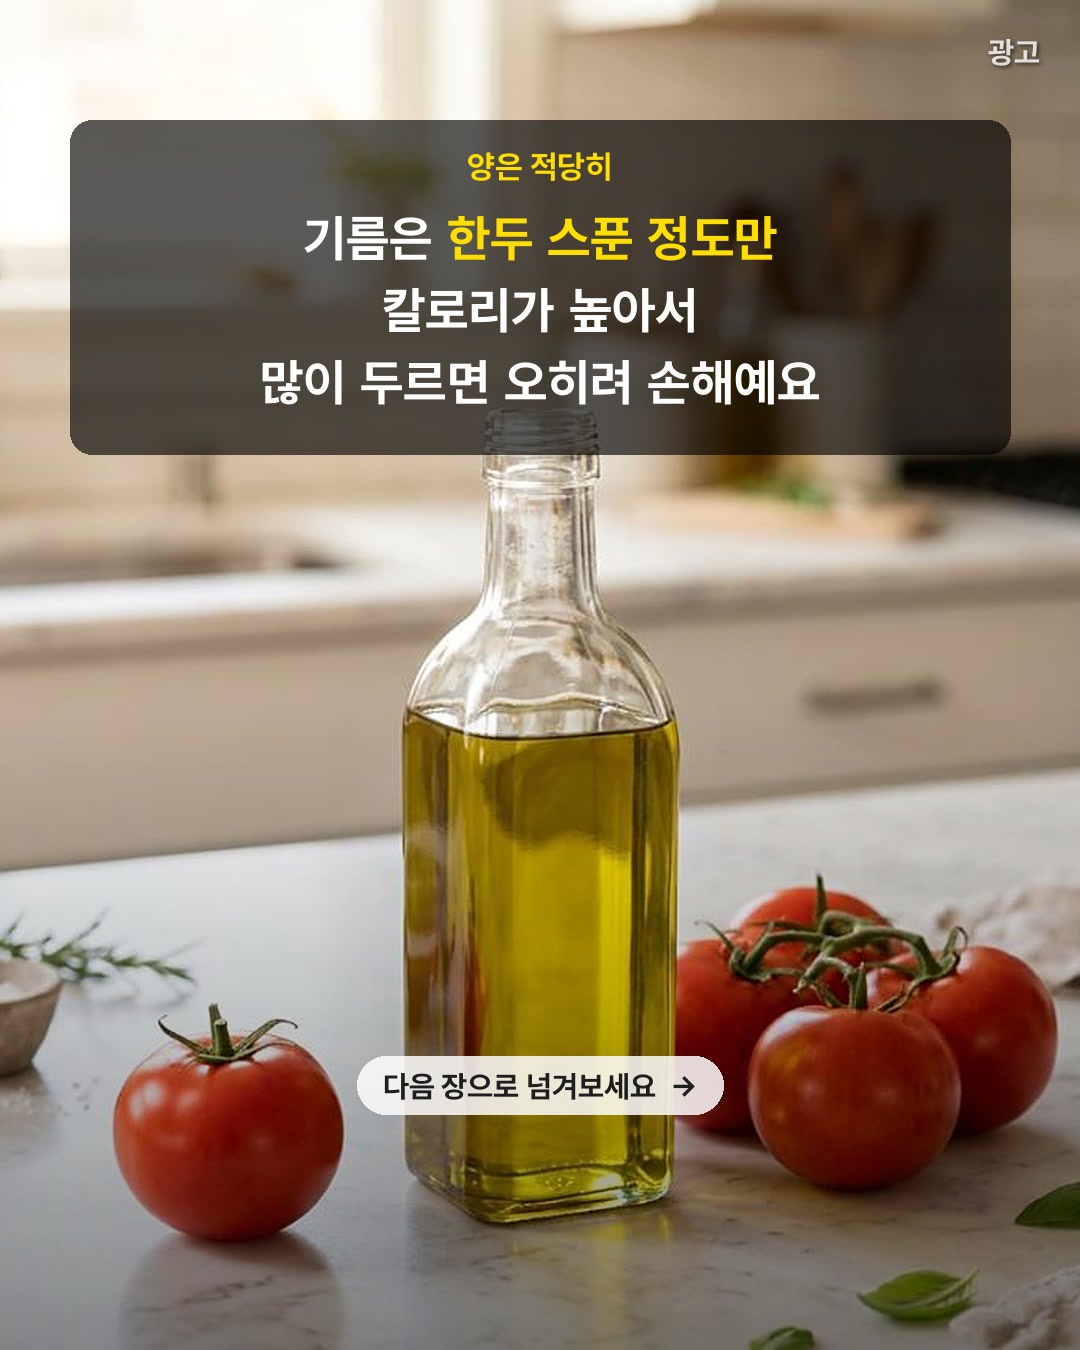 광고
양은 적당히
기름은 한두 스푼 정도만
칼로리가 높아서
많이 두르면 오히려 손해예요
다음 장으로 넘겨보세요 →